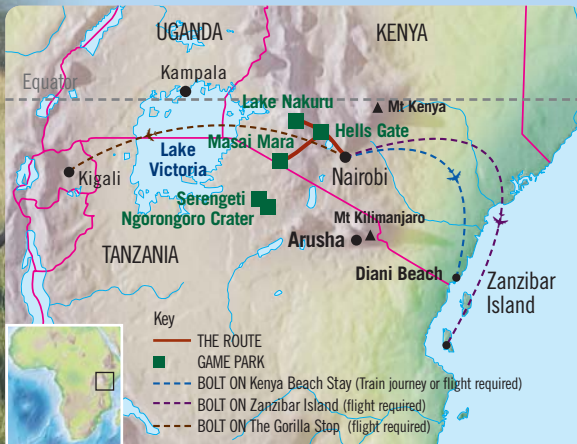 UGANDA
KENYA
Kampala
Equator
Lake Nakuru
Mt Kenya
Hells Gate
Masai Mara
Lake
Victoria
Kigali
Nairobi
Serengeti
Ngorongoro Crater
Mt Kilimanjaro
Arusha
TANZANIA
Diani Beach
Zanzibar
Island
Key
THE ROUTE
GAME PARK
BOLT ON Kenya Beach Stay (Train journey or flight required)
BOLT ON Zanzibar Island (flight required)
BOLT ON The Gorilla Stop (flight required)